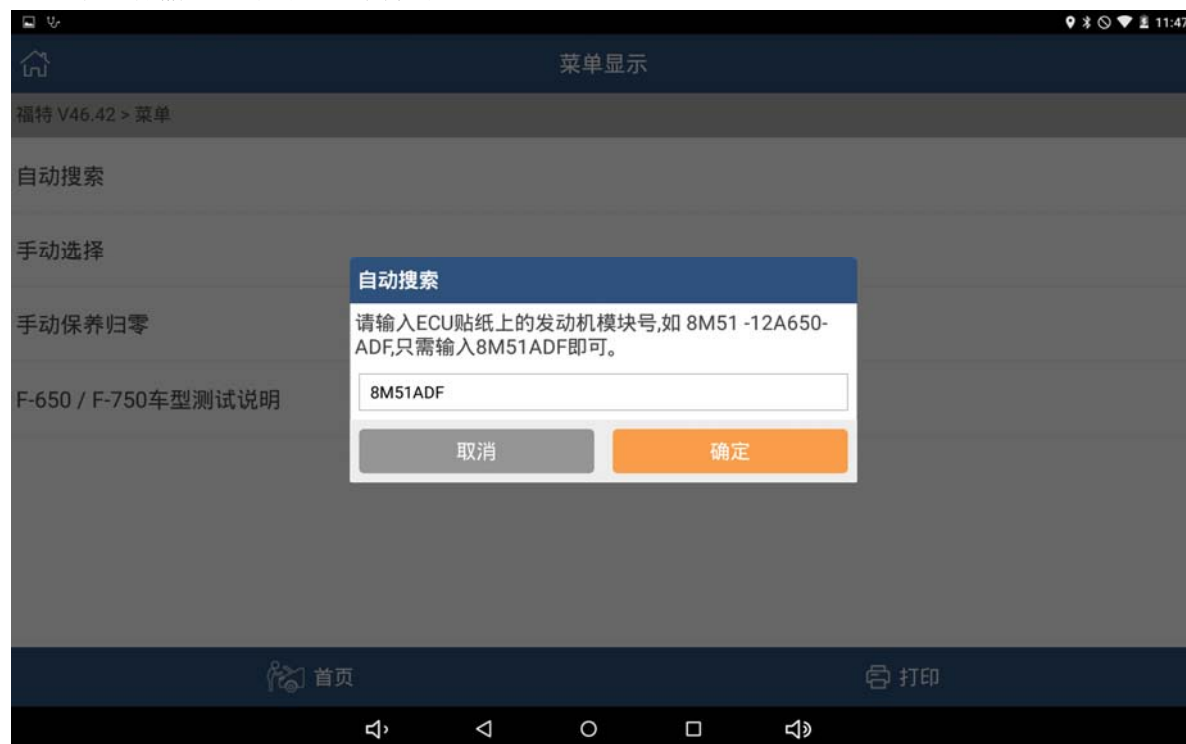 11:47
菜单显示
福特 V46.42 > 菜单
自动搜索
手动选择
手动保养归零
F-650 / F-750车型测试说明
自动搜索
请输入ECU贴纸上的发动机模块号,如 8M51 -12A650-
ADF,只需输入8M51ADF即可。
8M51ADF
取消
确定
首页
打印